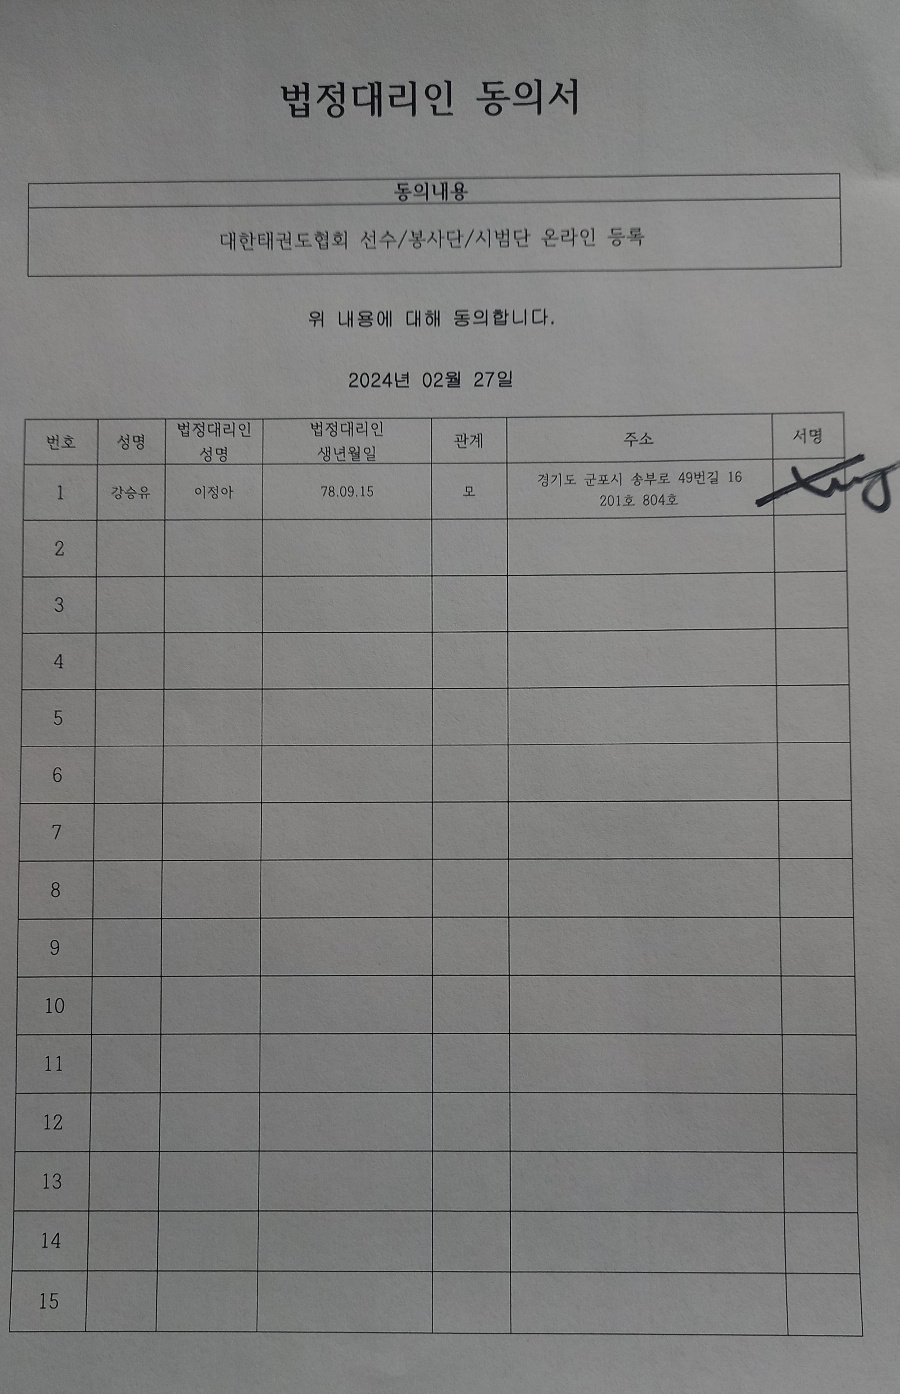 법정대리인 동의서
동의내용
대한태권도협회 선수/봉사단/시범단 온라인 등록
위 내용에 대해 동의합니다.
2024년 02월 27일
번호 성명 법정대리인 성명 법정대리인 생년월일 관계 주소 서명
1 강승유 이정아 78.09.15 모 경기도 군포시 송부로 49번길 16
201호 804호
2
3
4
5
6
7
8
9
10
11
12
13
14
15